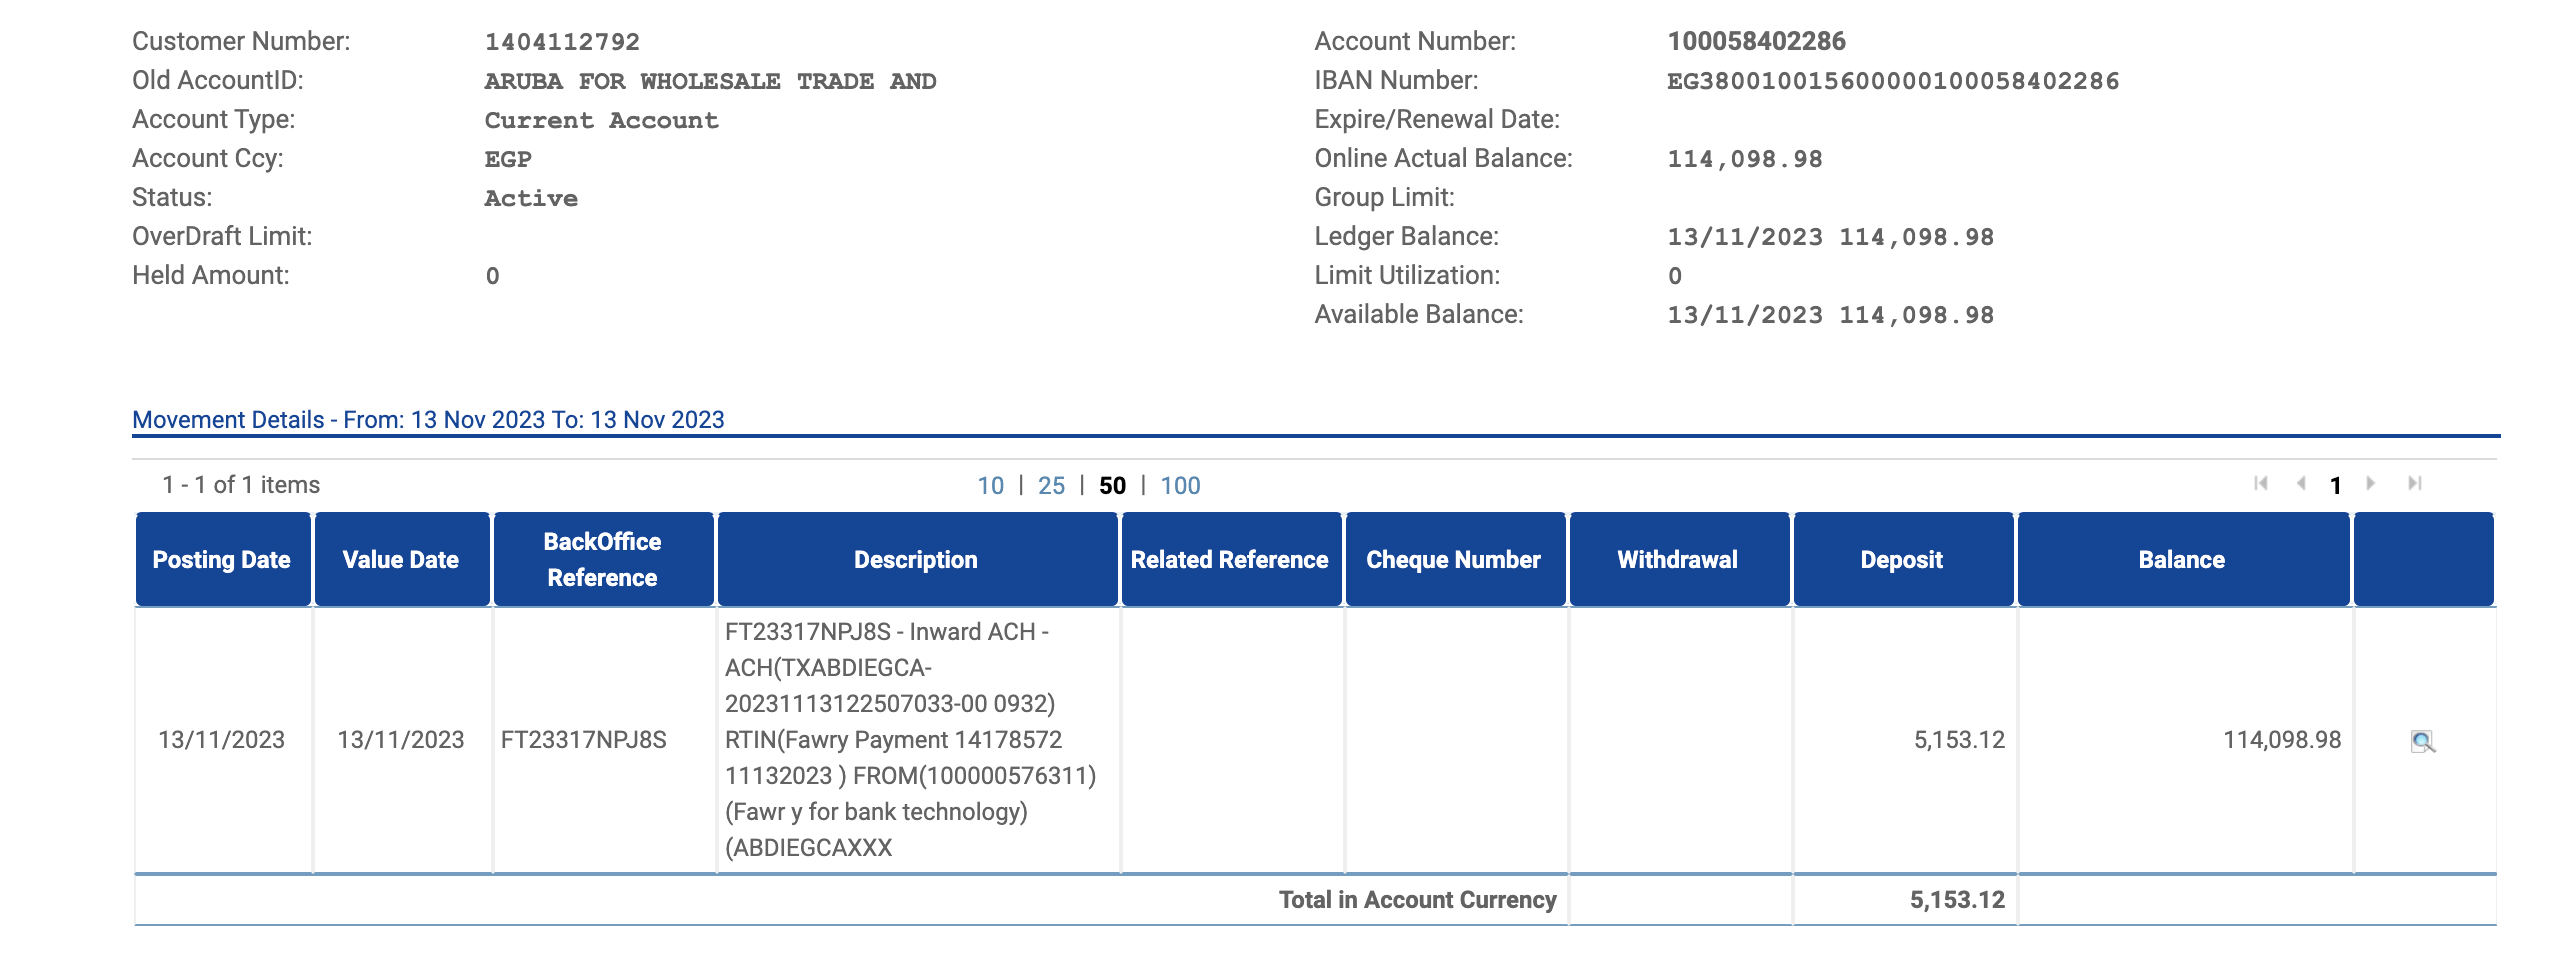 Customer Number: 1404112792
Old AccountID: ARUBA FOR WHOLESALE TRADE AND
Account Type: Current Account
Account Ccy: EGP
Status: Active
OverDraft Limit:
Held Amount: 0
Account Number: 100058402286
IBAN Number: EG380010015600000100058402286
Expire/Renewal Date:
Online Actual Balance: 114,098.98
Group Limit:
Ledger Balance: 13/11/2023 114,098.98
Limit Utilization: 0
Available Balance: 13/11/2023 114,098.98
Movement Details - From: 13 Nov 2023 To: 13 Nov 2023
1 - 1 of 1 items 10 | 25 | 50 | 100 1
Posting Date
Value Date
BackOffice
Reference
Description
Related Reference
Cheque Number
Withdrawal
Deposit
Balance
13/11/2023
13/11/2023
FT23317NPJ8S
FT23317NPJ8S - Inward ACH -
ACH(TXABDIEGCA-
20231113122507033-00 0932)
RTIN(Fawry Payment 14178572
11132023 ) FROM(100000576311)
(Fawr y for bank technology)
(ABDIEGCAXXX
5,153.12
114,098.98
Total in Account Currency 5,153.12